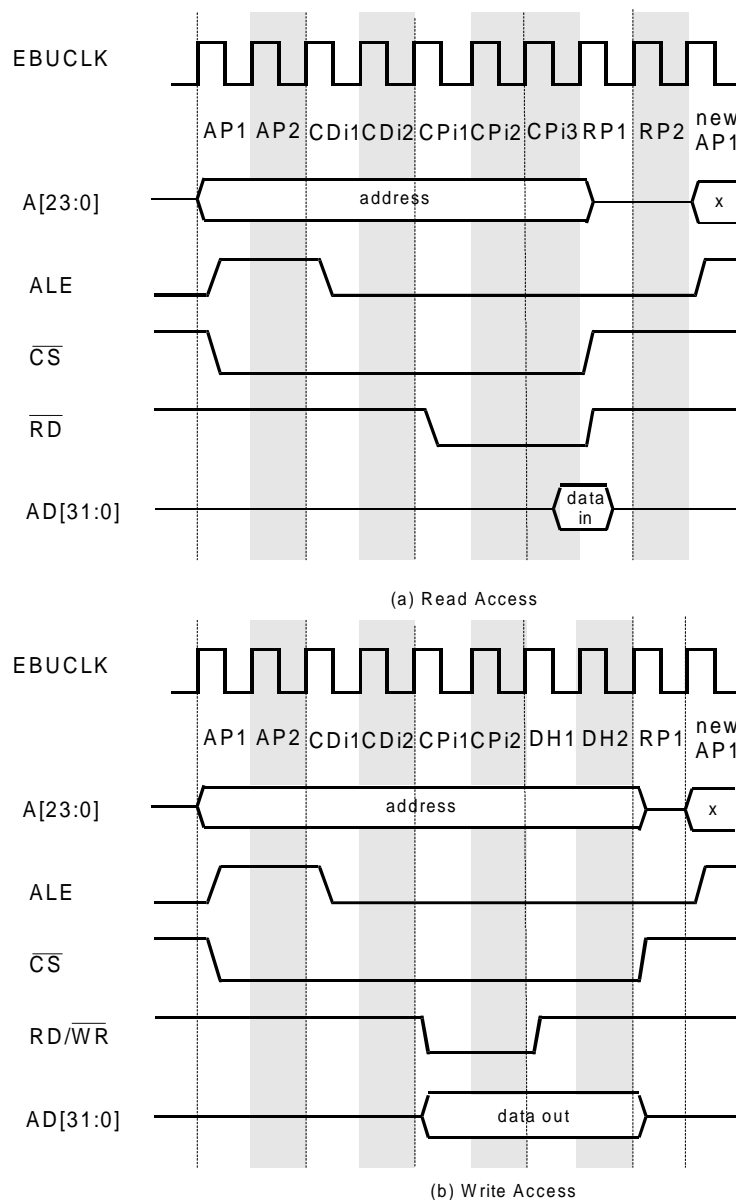 EBUCLK
AP1 AP2 CDi1 CDi2 CPi1 CPi2 CPi3 RP1 RP2 new AP1
A[23:0] address x
ALE
CS
RD
AD[31:0] data in
(a) Read Access
EBUCLK
AP1 AP2 CDi1 CDi2 CPi1 CPi2 DH1 DH2 RP1 new AP1
A[23:0] address x
ALE
CS
RD/WR
AD[31:0] data out
(b) Write Access